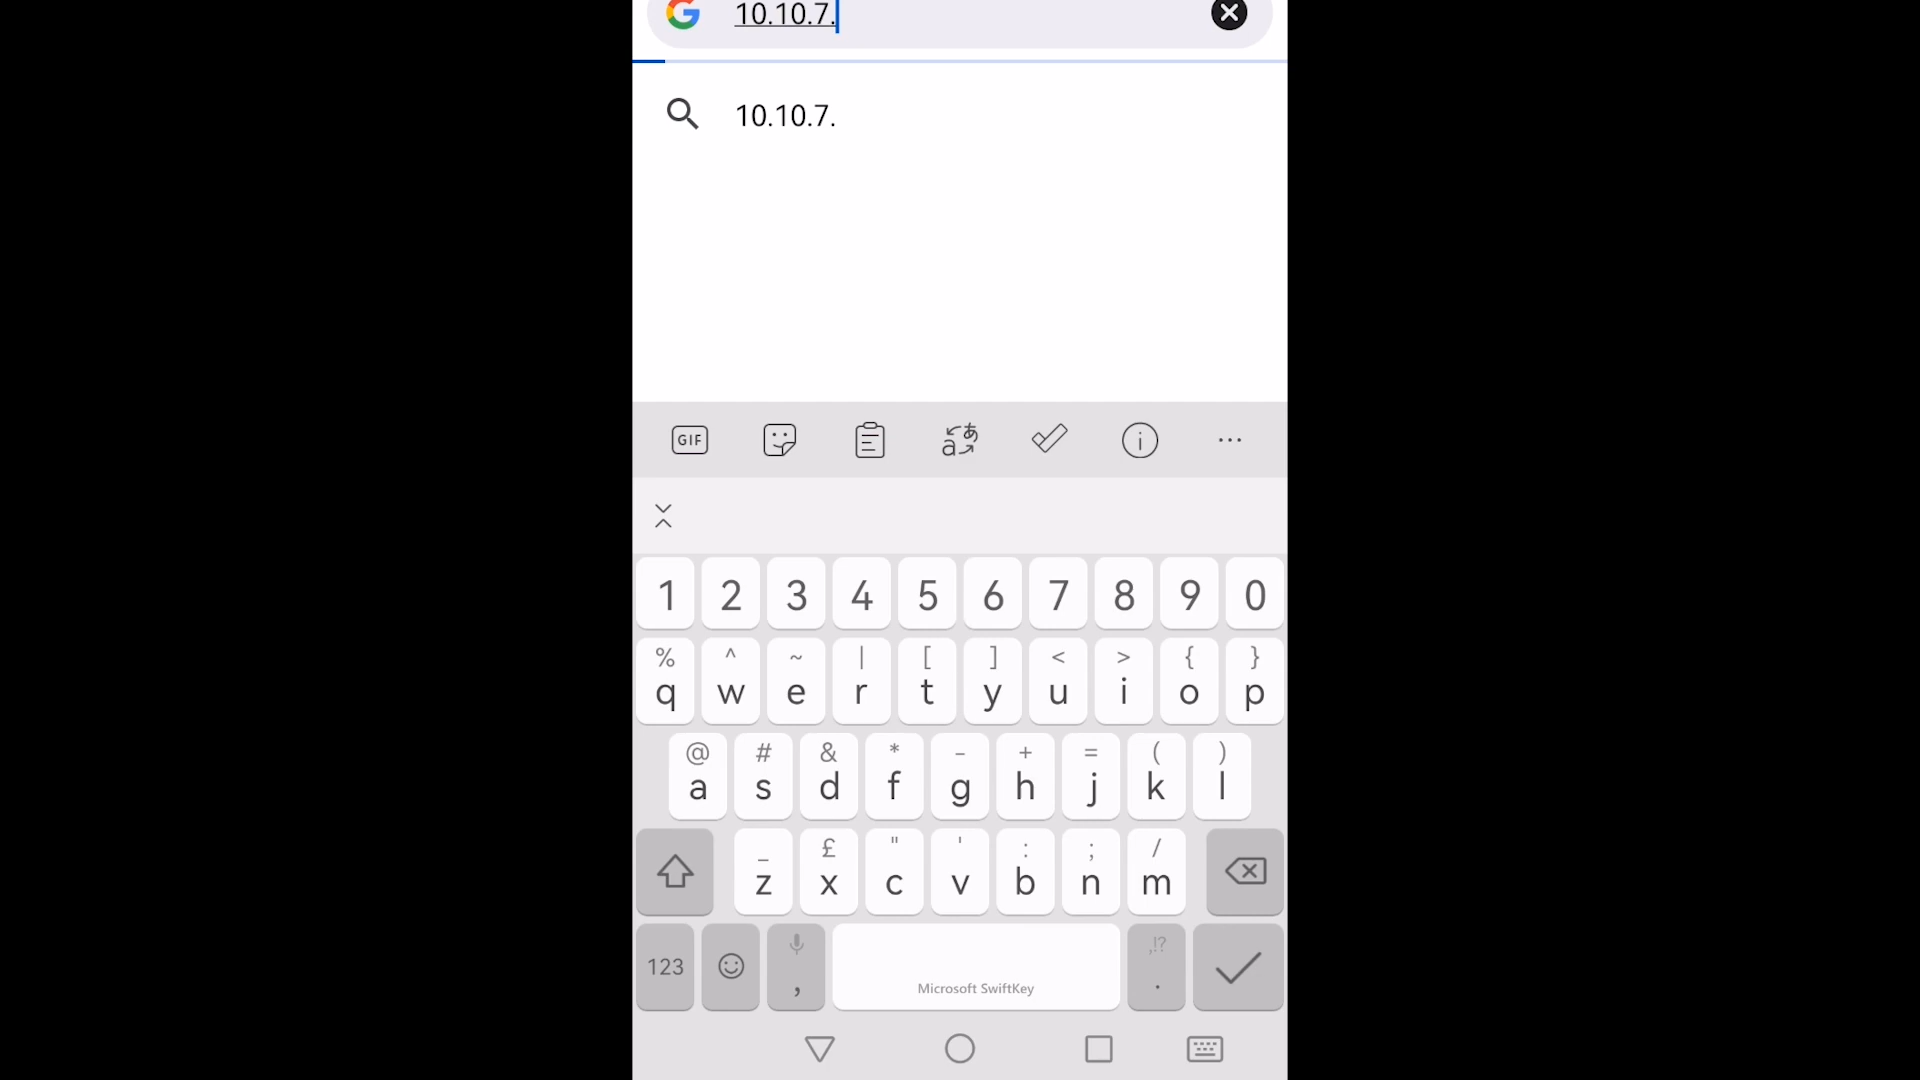 10.10.7.
10.10.7.
GIF
1 2 3 4 5 6 7 8 9 0
% ^ ~ | [ ] < > { }
q w e r t y u i o p
@ # & * - + = ( )
a s d f g h j k l
_ £ " ' : ; /
z x c v b n m
,!?
123 , Microsoft SwiftKey .